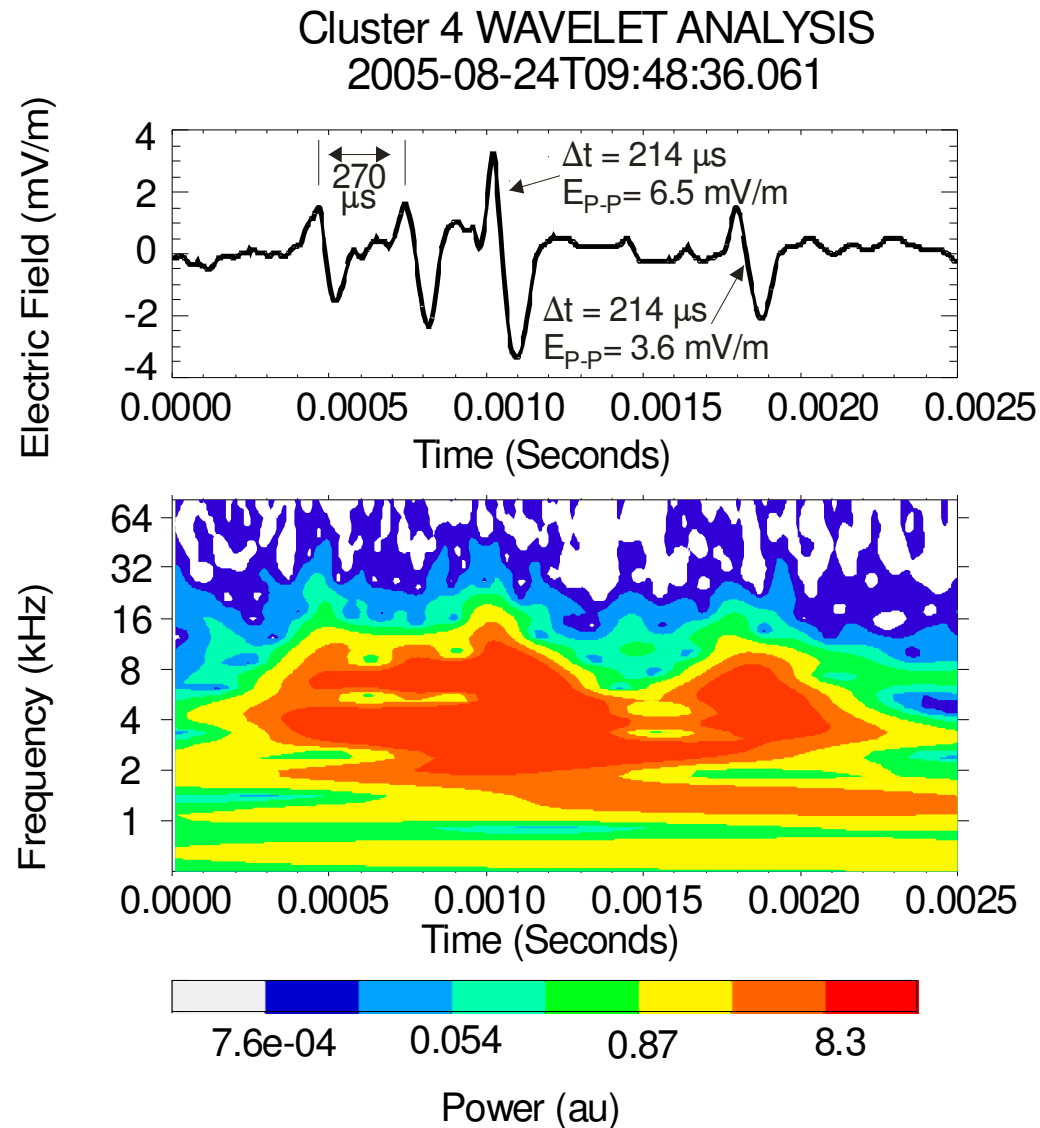 Cluster 4 WAVELET ANALYSIS
2005-08-24T09:48:36.061
Electric Field (mV/m)
4
2
0
-2
-4
270
μs
Δt = 214 μs
E_P-P= 6.5 mV/m
Δt = 214 μs
E_P-P= 3.6 mV/m
0.0000 0.0005 0.0010 0.0015 0.0020 0.0025
Time (Seconds)
Frequency (kHz)
64
32
16
8
4
2
1
0.0000 0.0005 0.0010 0.0015 0.0020 0.0025
Time (Seconds)
7.6e-04 0.054 0.87 8.3
Power (au)